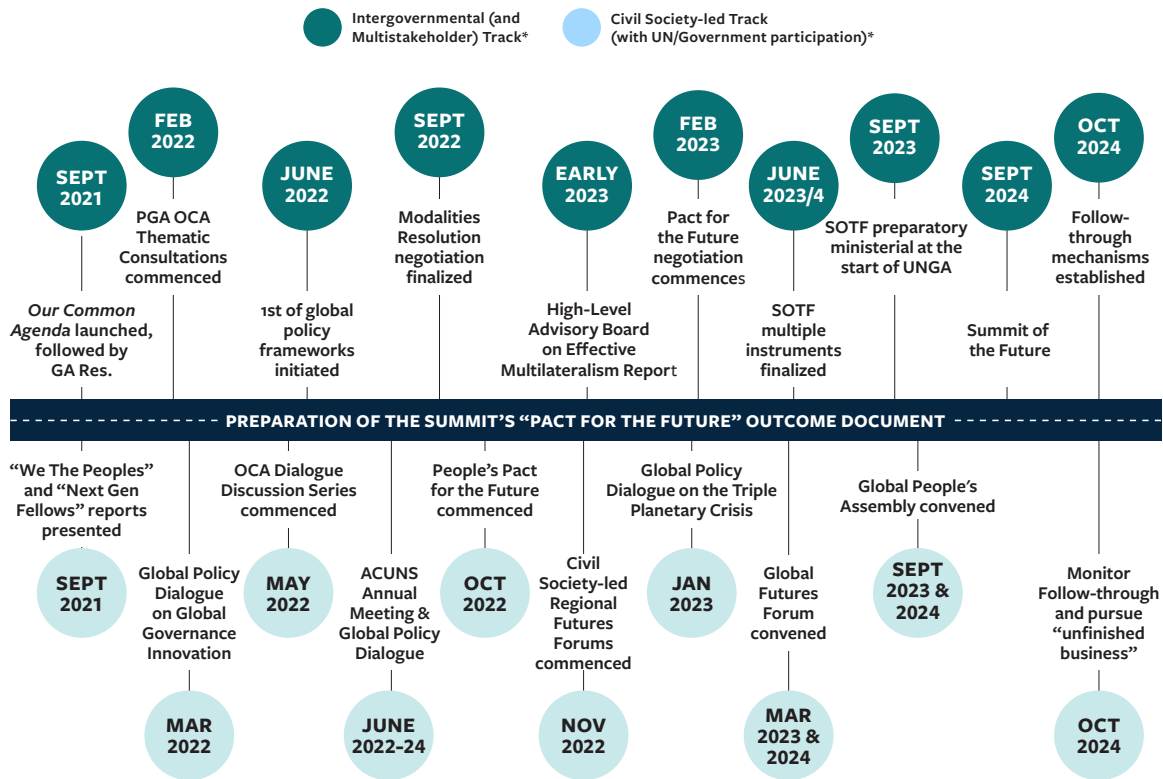 Intergovernmental (and
Multistakeholder) Track*
Civil Society-led Track
(with UN/Government participation)*
SEPT
2021
Our Common
Agenda launched,
followed by
GA Res.
FEB
2022
PGA OCA
Thematic
Consultations
commenced
JUNE
2022
1st of global
policy
frameworks
initiated
SEPT
2022
Modalities
Resolution
negotiation
finalized
EARLY
2023
High-Level
Advisory Board
on Effective
Multilateralism Report
FEB
2023
Pact for
the Future
negotiation
commences
JUNE
2023/4
SOTF
multiple
instruments
finalized
SEPT
2023
SOTF preparatory
ministerial at the
start of UNGA
SEPT
2024
Summit of
the Future
OCT
2024
Follow-
through
mechanisms
established
PREPARATION OF THE SUMMIT'S “PACT FOR THE FUTURE” OUTCOME DOCUMENT
“We The Peoples”
and “Next Gen
Fellows” reports
presented
SEPT
2021
Global Policy
Dialogue
on Global
Governance
Innovation
MAR
2022
OCA Dialogue
Discussion Series
commenced
MAY
2022
ACUNS
Annual
Meeting &
Global Policy
Dialogue
JUNE
2022–24
People's Pact
for the Future
commenced
OCT
2022
Civil
Society-led
Regional
Futures
Forums
commenced
NOV
2022
Global Policy
Dialogue on the Triple
Planetary Crisis
JAN
2023
Global
Futures
Forum
convened
MAR
2023 &
2024
Global People's
Assembly convened
SEPT
2023 &
2024
Monitor
Follow-through
and pursue
“unfinished
business”
OCT
2024